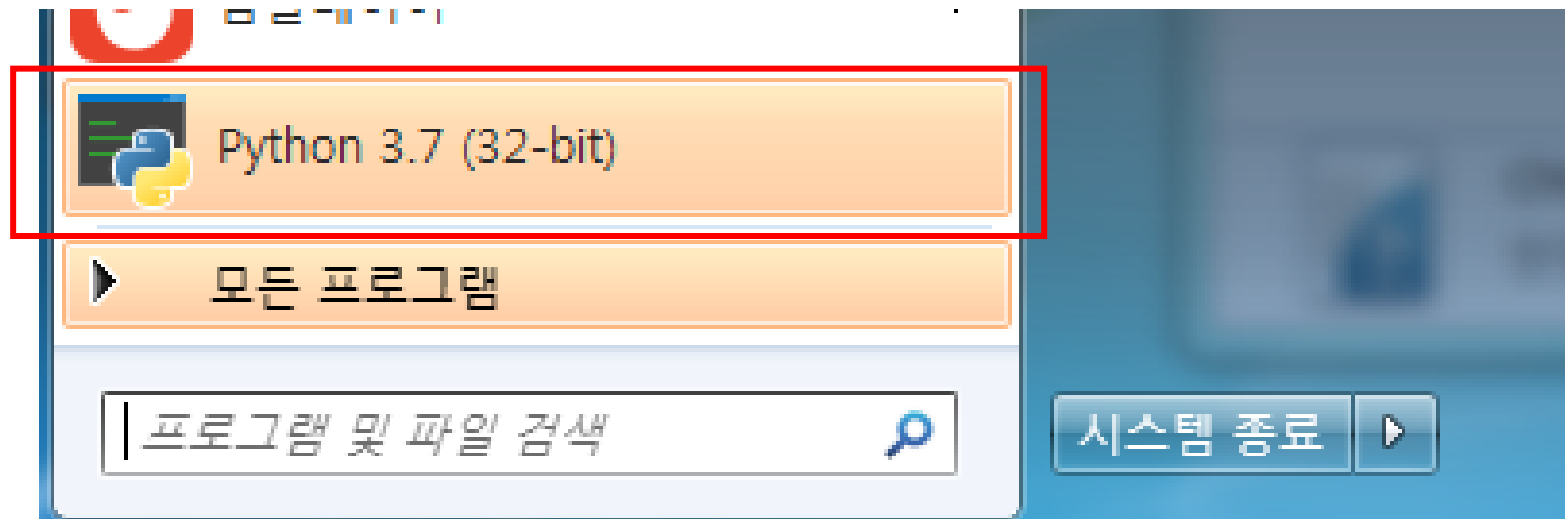 Python 3.7 (32-bit)
모든 프로그램
프로그램 및 파일 검색
시스템 종료